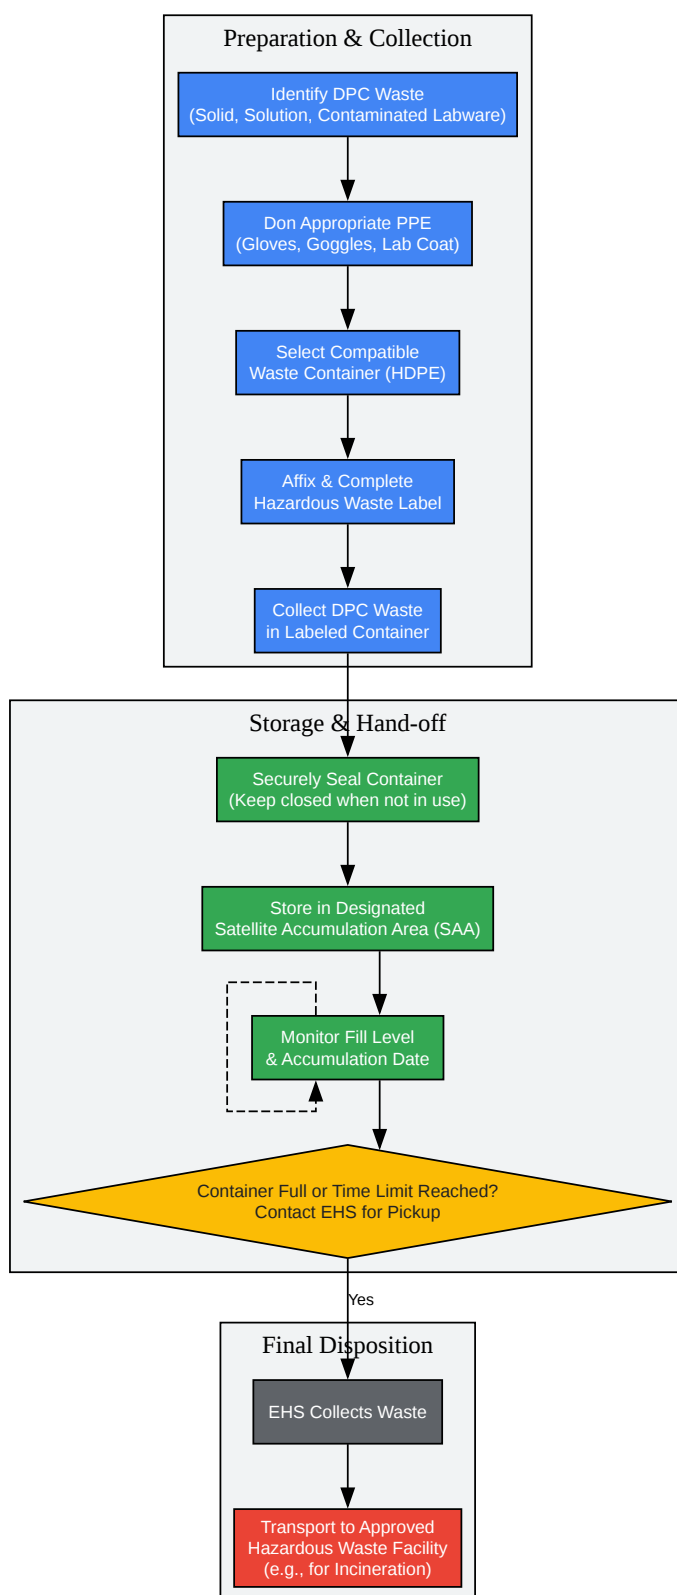 Preparation & Collection
Identify DPC Waste
(Solid, Solution, Contaminated Labware)
Don Appropriate PPE
(Gloves, Goggles, Lab Coat)
Select Compatible
Waste Container (HDPE)
Affix & Complete
Hazardous Waste Label
Collect DPC Waste
in Labeled Container
Storage & Hand-off
Securely Seal Container
(Keep closed when not in use)
Store in Designated
Satellite Accumulation Area (SAA)
Monitor Fill Level
& Accumulation Date
Container Full or Time Limit Reached?
Contact EHS for Pickup
Yes
Final Disposition
EHS Collects Waste
Transport to Approved
Hazardous Waste Facility
(e.g., for Incineration)